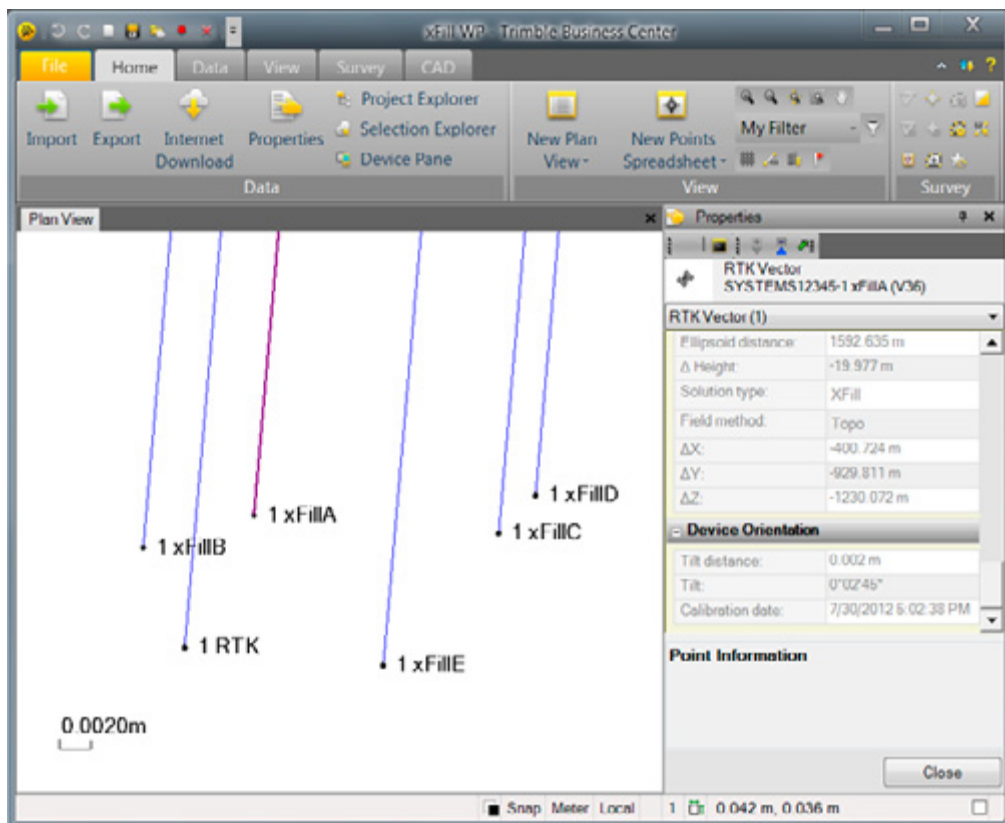 xFill WP - Trimble Business Center
File Home Data View Survey CAD
Import Export Internet Download Properties
Project Explorer
Selection Explorer
Device Pane
New Plan View
New Points Spreadsheet
My Filter
Data View Survey
Plan View
1 xFillB
1 RTK
1 xFillA
1 xFillE
1 xFillC
1 xFillD
0.0020m
Properties
RTK Vector
SYSTEMS12345-1 xFillA (V36)
RTK Vector (1)
Ellipsoid distance: 1592.635 m
Δ Height: -19.977 m
Solution type: XFill
Field method: Topo
ΔX: -400.724 m
ΔY: -929.811 m
ΔZ: -1230.072 m
Device Orientation
Tilt distance: 0.002 m
Tilt: 0°02'45"
Calibration date: 7/30/2012 5:02:38 PM
Point Information
Close
Snap Meter Local 1 0.042 m, 0.036 m